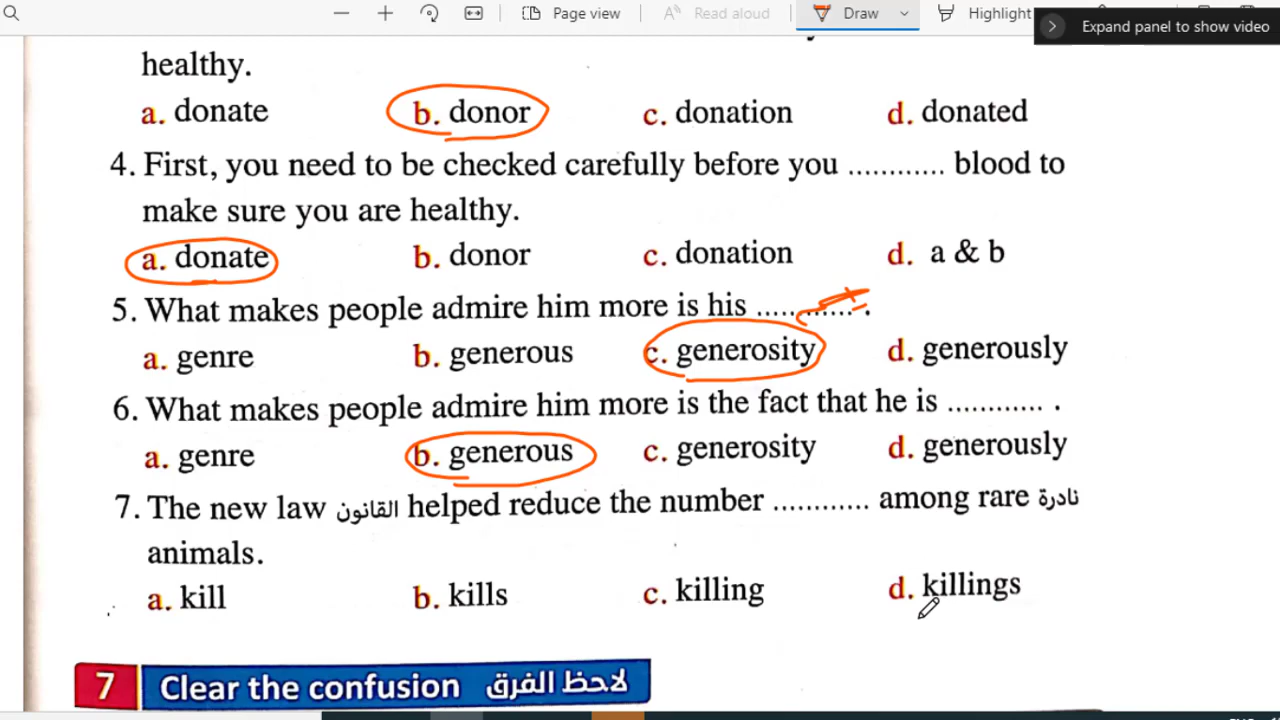 Page view
Read aloud
Draw
Highlight
Expand panel to show video
healthy.
a. donate b. donor c. donation d. donated
4. First, you need to be checked carefully before you ............ blood to
make sure you are healthy.
a. donate b. donor c. donation d. a & b
5. What makes people admire him more is his ............ .
a. genre b. generous c. generosity d. generously
6. What makes people admire him more is the fact that he is ............ .
a. genre b. generous c. generosity d. generously
7. The new law القانون helped reduce the number ............ among rare نادرة
animals.
a. kill b. kills c. killing d. killings
7 Clear the confusion لاحظ الفرق